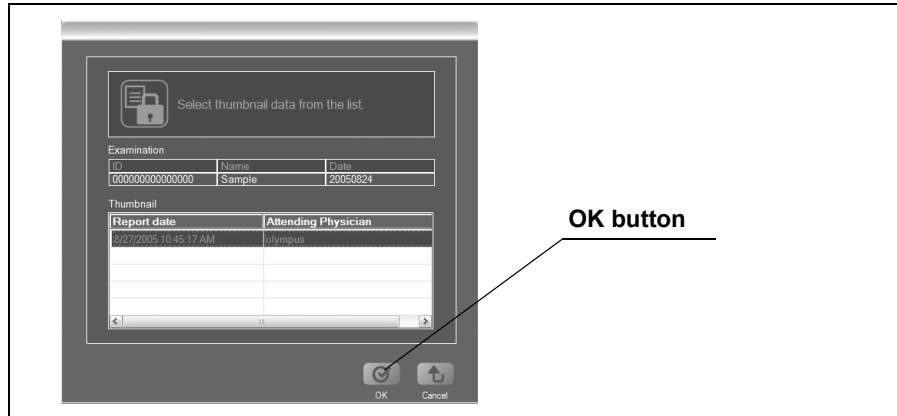 Select thumbnail data from the list.
Examination
ID Name Date
000000000000000 Sample 20050824
Thumbnail
Report date Attending Physician
8/27/2005 10:45:17 AM olympus
OK button
OK Cancel